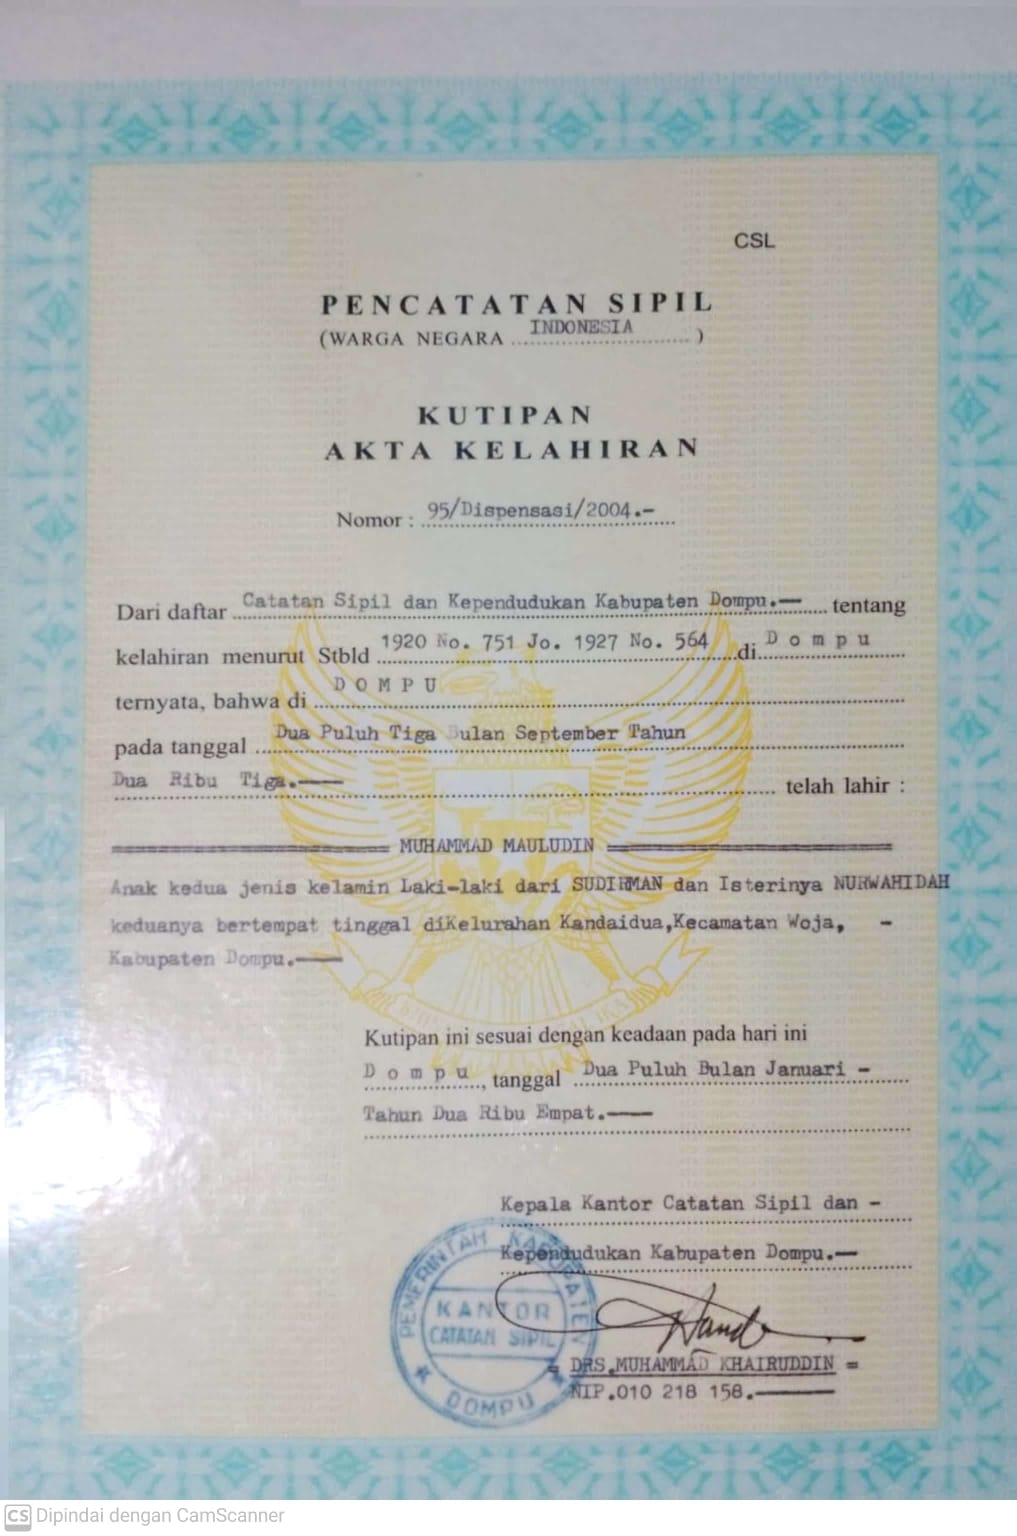 CSL
PENCATATAN SIPIL
(WARGA NEGARA INDONESIA)
KUTIPAN
AKTA KELAHIRAN
Nomor : 95/Dispensasi/2004.-
Dari daftar Catatan Sipil dan Kependudukan Kabupaten Dompu.— tentang
kelahiran menurut Stbld 1920 No. 751 Jo. 1927 No. 564 di Dompu
ternyata, bahwa di DOMPU
pada tanggal Dua Puluh Tiga Bulan September Tahun
Dua Ribu Tiga.— telah lahir :
MUHAMMAD MAULUDIN
Anak kedua jenis kelamin Laki-laki dari SUDIRMAN dan Isterinya NURWAHIDAH
keduanya bertempat tinggal diKelurahan Kandaidua,Kecamatan Woja, -
Kabupaten Dompu.—
Kutipan ini sesuai dengan keadaan pada hari ini
Dompu, tanggal Dua Puluh Bulan Januari -
Tahun Dua Ribu Empat.—
Kepala Kantor Catatan Sipil dan -
Kependudukan Kabupaten Dompu.—
PEMERINTAH KABUPATEN
KANTOR
CATATAN SIPIL
DOMPU
= DRS.MUHAMMAD KHAIRUDDIN =
NIP.010 218 158.—
CS Dipindai dengan CamScanner